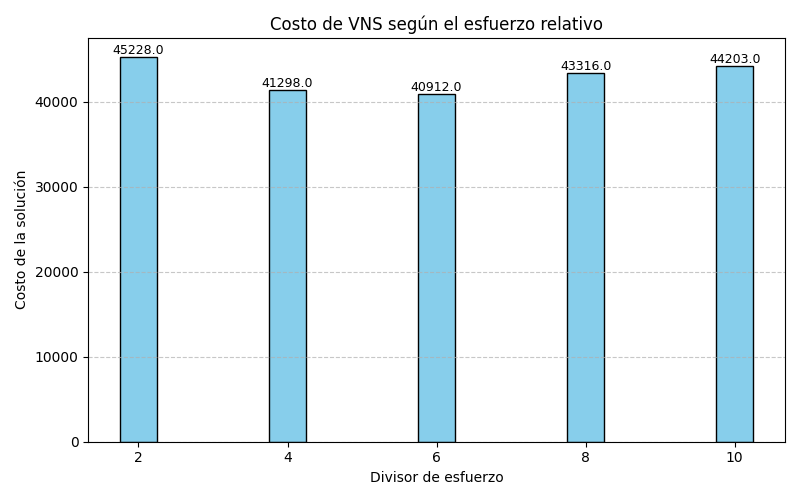 Costo de VNS según el esfuerzo relativo
45228.0
41298.0
40912.0
43316.0
44203.0
Costo de la solución
40000
30000
20000
10000
0
2 4 6 8 10
Divisor de esfuerzo